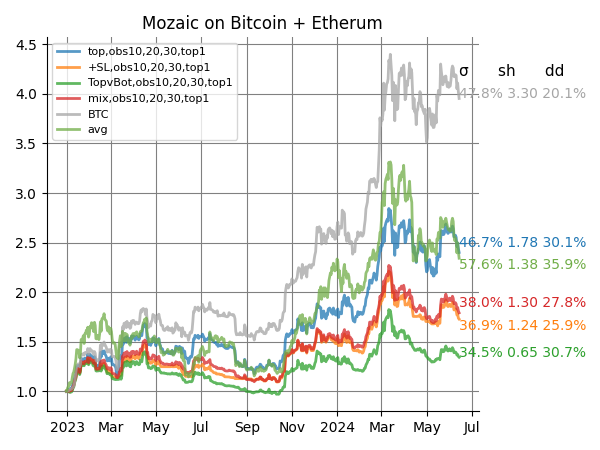 Mozaic on Bitcoin + Etherum
4.5
4.0
3.5
3.0
2.5
2.0
1.5
1.0
top,obs10,20,30,top1
+SL,obs10,20,30,top1
TopvBot,obs10,20,30,top1
mix,obs10,20,30,top1
BTC
avg
σ sh dd
47.8% 3.30 20.1%
46.7% 1.78 30.1%
57.6% 1.38 35.9%
38.0% 1.30 27.8%
36.9% 1.24 25.9%
34.5% 0.65 30.7%
2023 Mar May Jul Sep Nov 2024 Mar May Jul